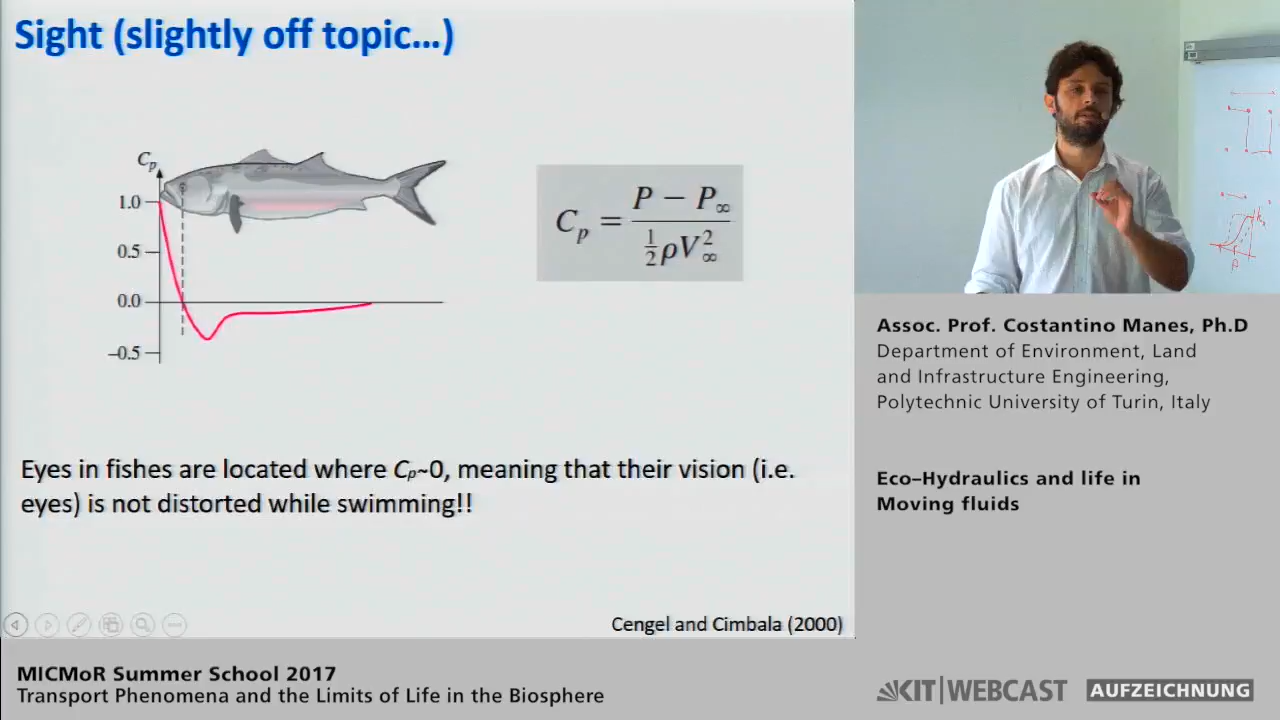 Sight (slightly off topic...)
Cp
1.0
0.5
0.0
–0.5
Cp = P − P∞ / ½ρV∞²
Eyes in fishes are located where Cp~0, meaning that their vision (i.e.
eyes) is not distorted while swimming!!
Cengel and Cimbala (2000)
Assoc. Prof. Costantino Manes, Ph.D
Department of Environment, Land
and Infrastructure Engineering,
Polytechnic University of Turin, Italy
Eco–Hydraulics and life in
Moving fluids
MICMoR Summer School 2017
Transport Phenomena and the Limits of Life in the Biosphere
KIT|WEBCAST AUFZEICHNUNG